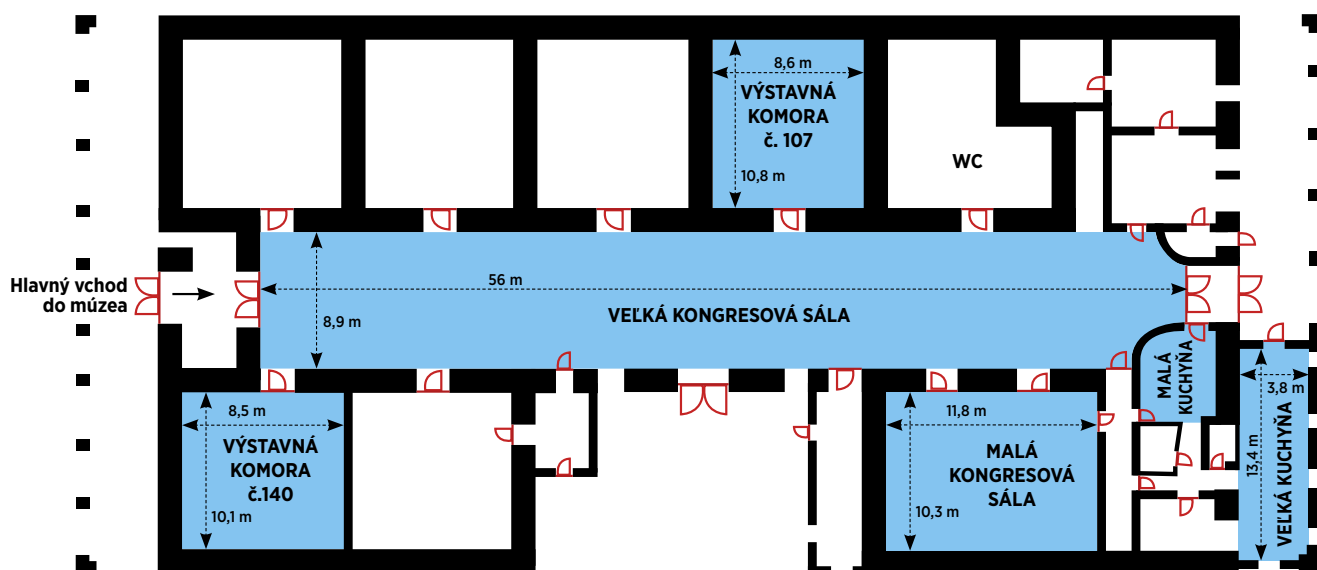 8,6 m
VÝSTAVNÁ
KOMORA
č. 107
10,8 m
WC
Hlavný vchod
do múzea
56 m
8,9 m
VEĽKÁ KONGRESOVÁ SÁLA
MALÁ
KUCHYŇA
8,5 m
VÝSTAVNÁ
KOMORA
č.140
10,1 m
11,8 m
MALÁ
KONGRESOVÁ
SÁLA
10,3 m
3,8 m
13,4 m
VEĽKÁ KUCHYŇA